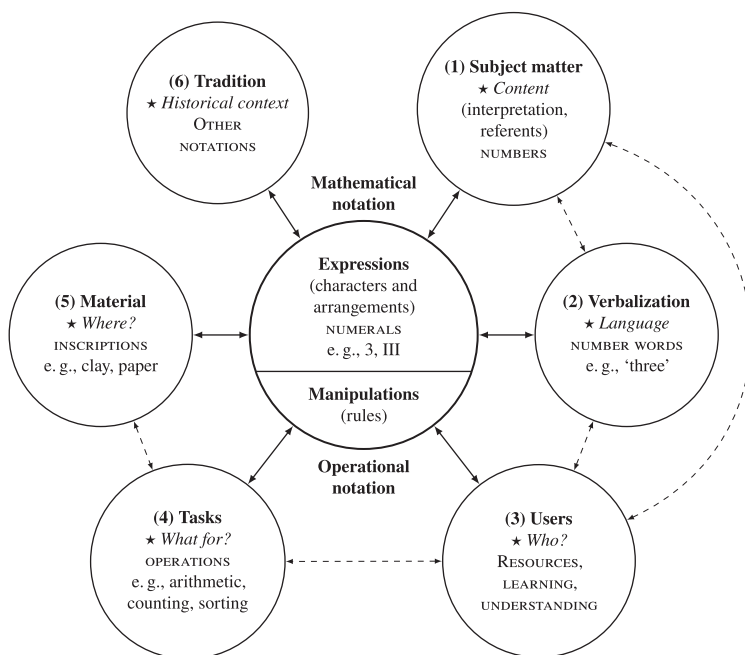 (6) Tradition
★ Historical context
OTHER
NOTATIONS
(1) Subject matter
★ Content
(interpretation,
referents)
NUMBERS
Mathematical
notation
Expressions
(characters and
arrangements)
NUMERALS
e. g., 3, III
Manipulations
(rules)
Operational
notation
(5) Material
★ Where?
INSCRIPTIONS
e. g., clay, paper
(2) Verbalization
★ Language
NUMBER WORDS
e. g., ‘three’
(4) Tasks
★ What for?
OPERATIONS
e. g., arithmetic,
counting, sorting
(3) Users
★ Who?
RESOURCES,
LEARNING,
UNDERSTANDING